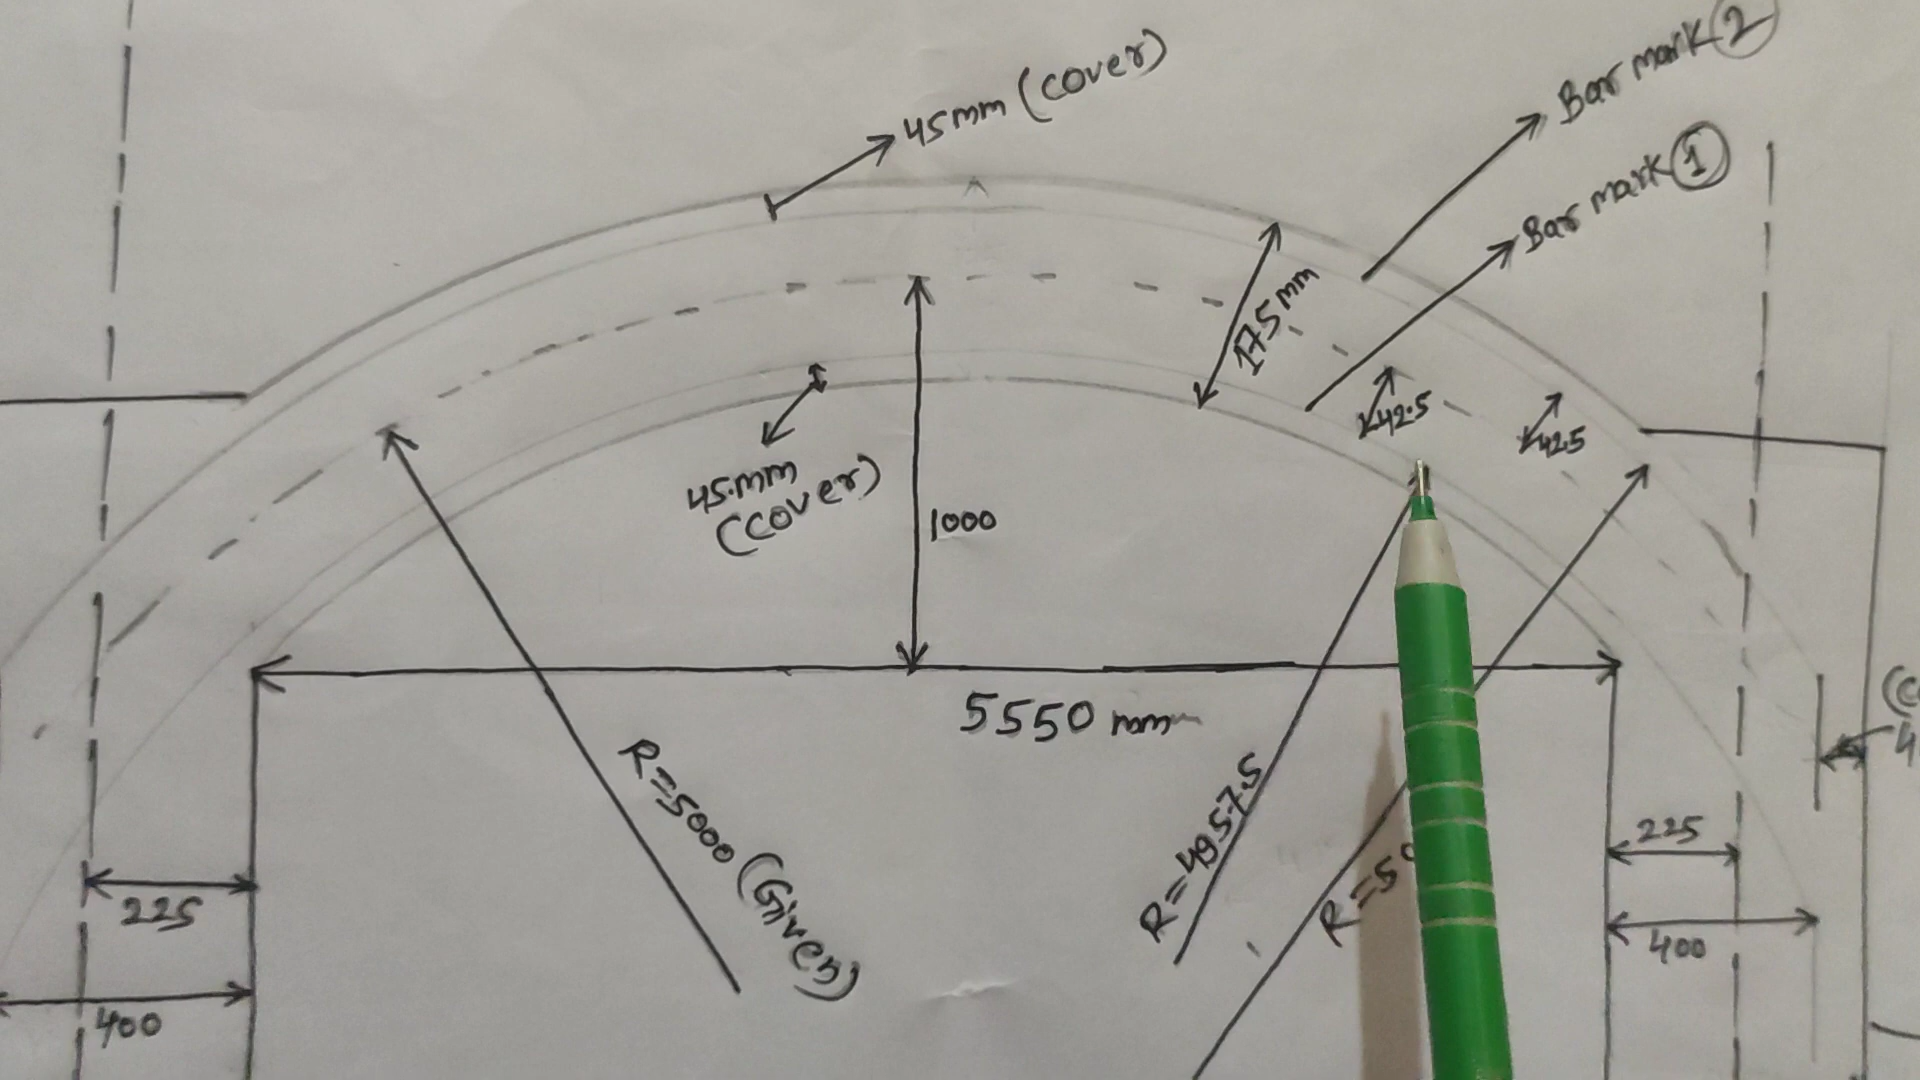 Bar mark 2
45mm (cover)
Bar mark 1
175mm
42.5
42.5
45mm
(cover)
1000
5550 mm
R=5000 (Given)
R=4957.5
R=50
225
400
225
400